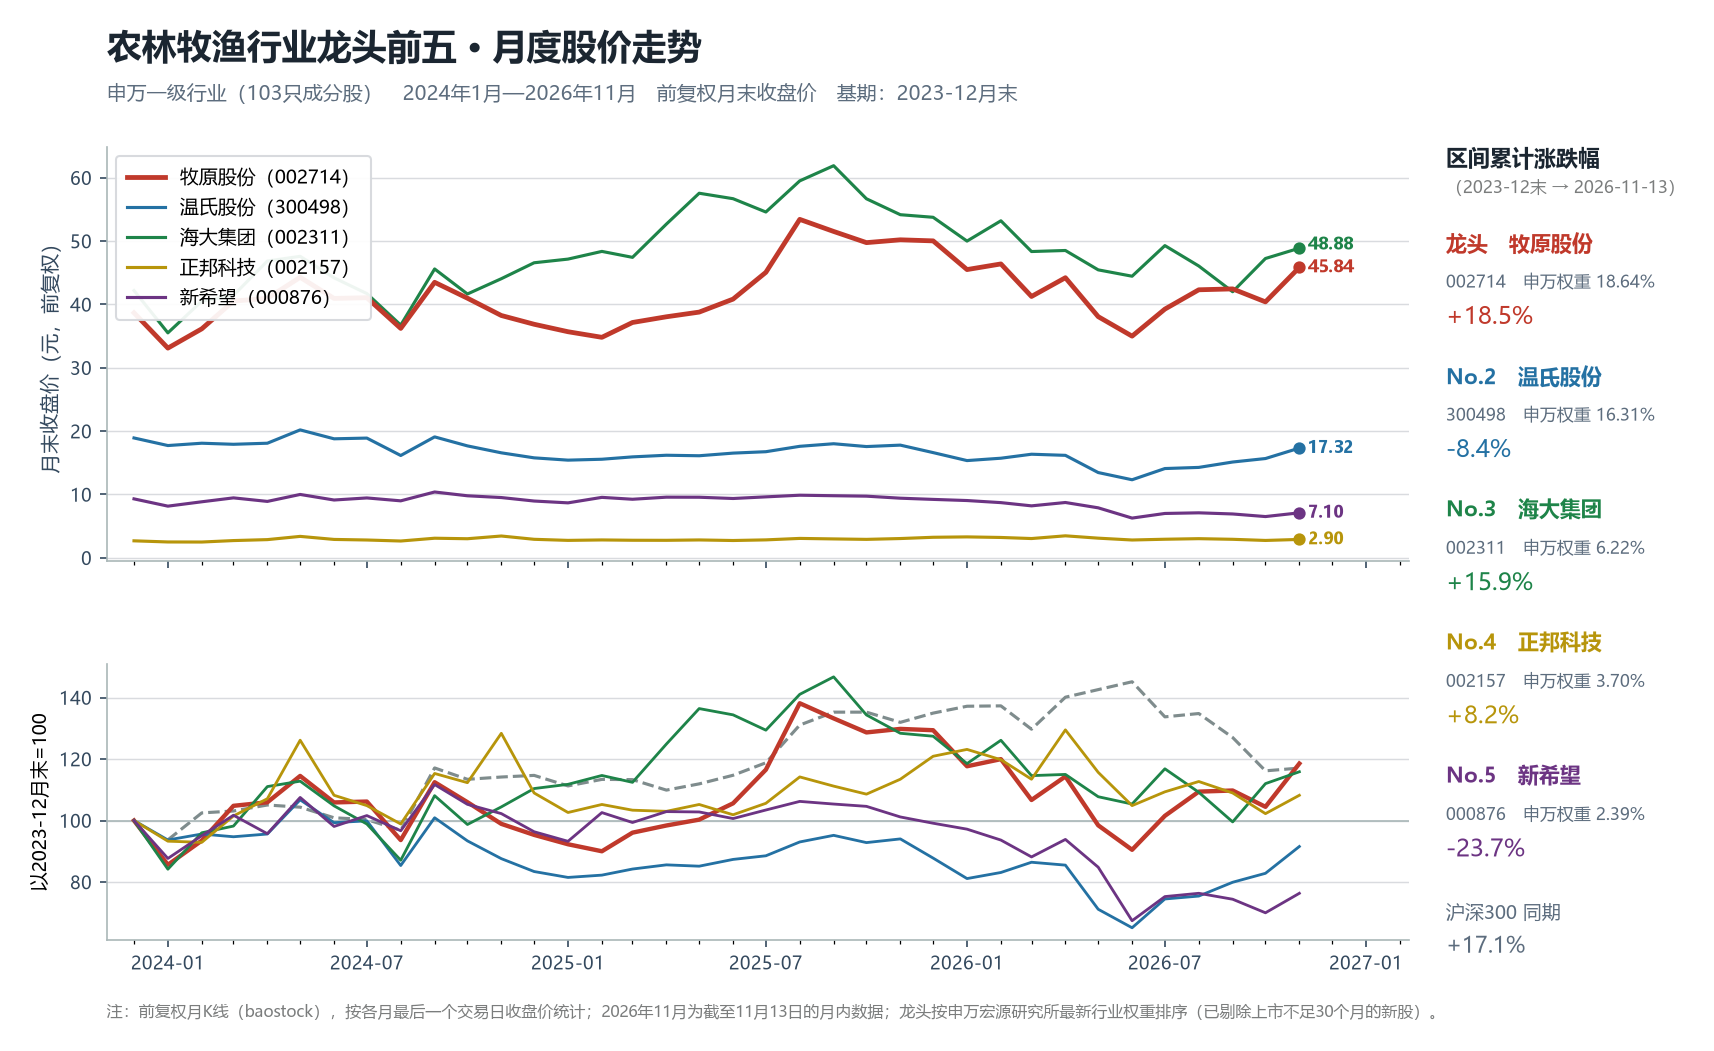 农林牧渔行业龙头前五·月度股价走势
申万一级行业（103只成分股） 2024年1月—2026年11月 前复权月末收盘价 基期：2023-12月末
月末收盘价（元，前复权）
60
50
40
30
20
10
0
牧原股份（002714）
温氏股份（300498）
海大集团（002311）
正邦科技（002157）
新希望（000876）
48.88
45.84
17.32
7.10
2.90
以2023-12月末=100
140
120
100
80
2024-01
2024-07
2025-01
2025-07
2026-01
2026-07
2027-01
区间累计涨跌幅
（2023-12末 → 2026-11-13）
龙头 牧原股份
002714 申万权重 18.64%
+18.5%
No.2 温氏股份
300498 申万权重 16.31%
-8.4%
No.3 海大集团
002311 申万权重 6.22%
+15.9%
No.4 正邦科技
002157 申万权重 3.70%
+8.2%
No.5 新希望
000876 申万权重 2.39%
-23.7%
沪深300 同期
+17.1%
注：前复权月K线（baostock），按各月最后一个交易日收盘价统计；2026年11月为截至11月13日的月内数据；龙头按申万宏源研究所最新行业权重排序（已剔除上市不足30个月的新股）。